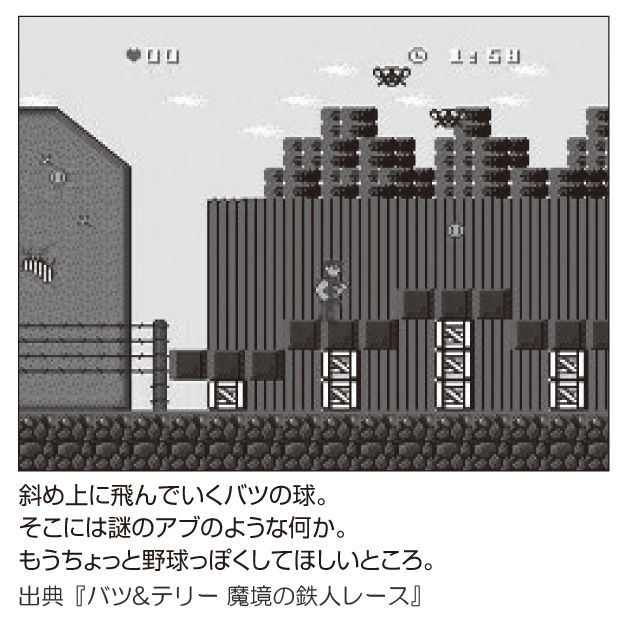 ♥00
1:58
斜め上に飛んでいくバツの球。
そこには謎のアブのような何か。
もうちょっと野球っぽくしてほしいところ。
出典『バツ&テリー 魔境の鉄人レース』